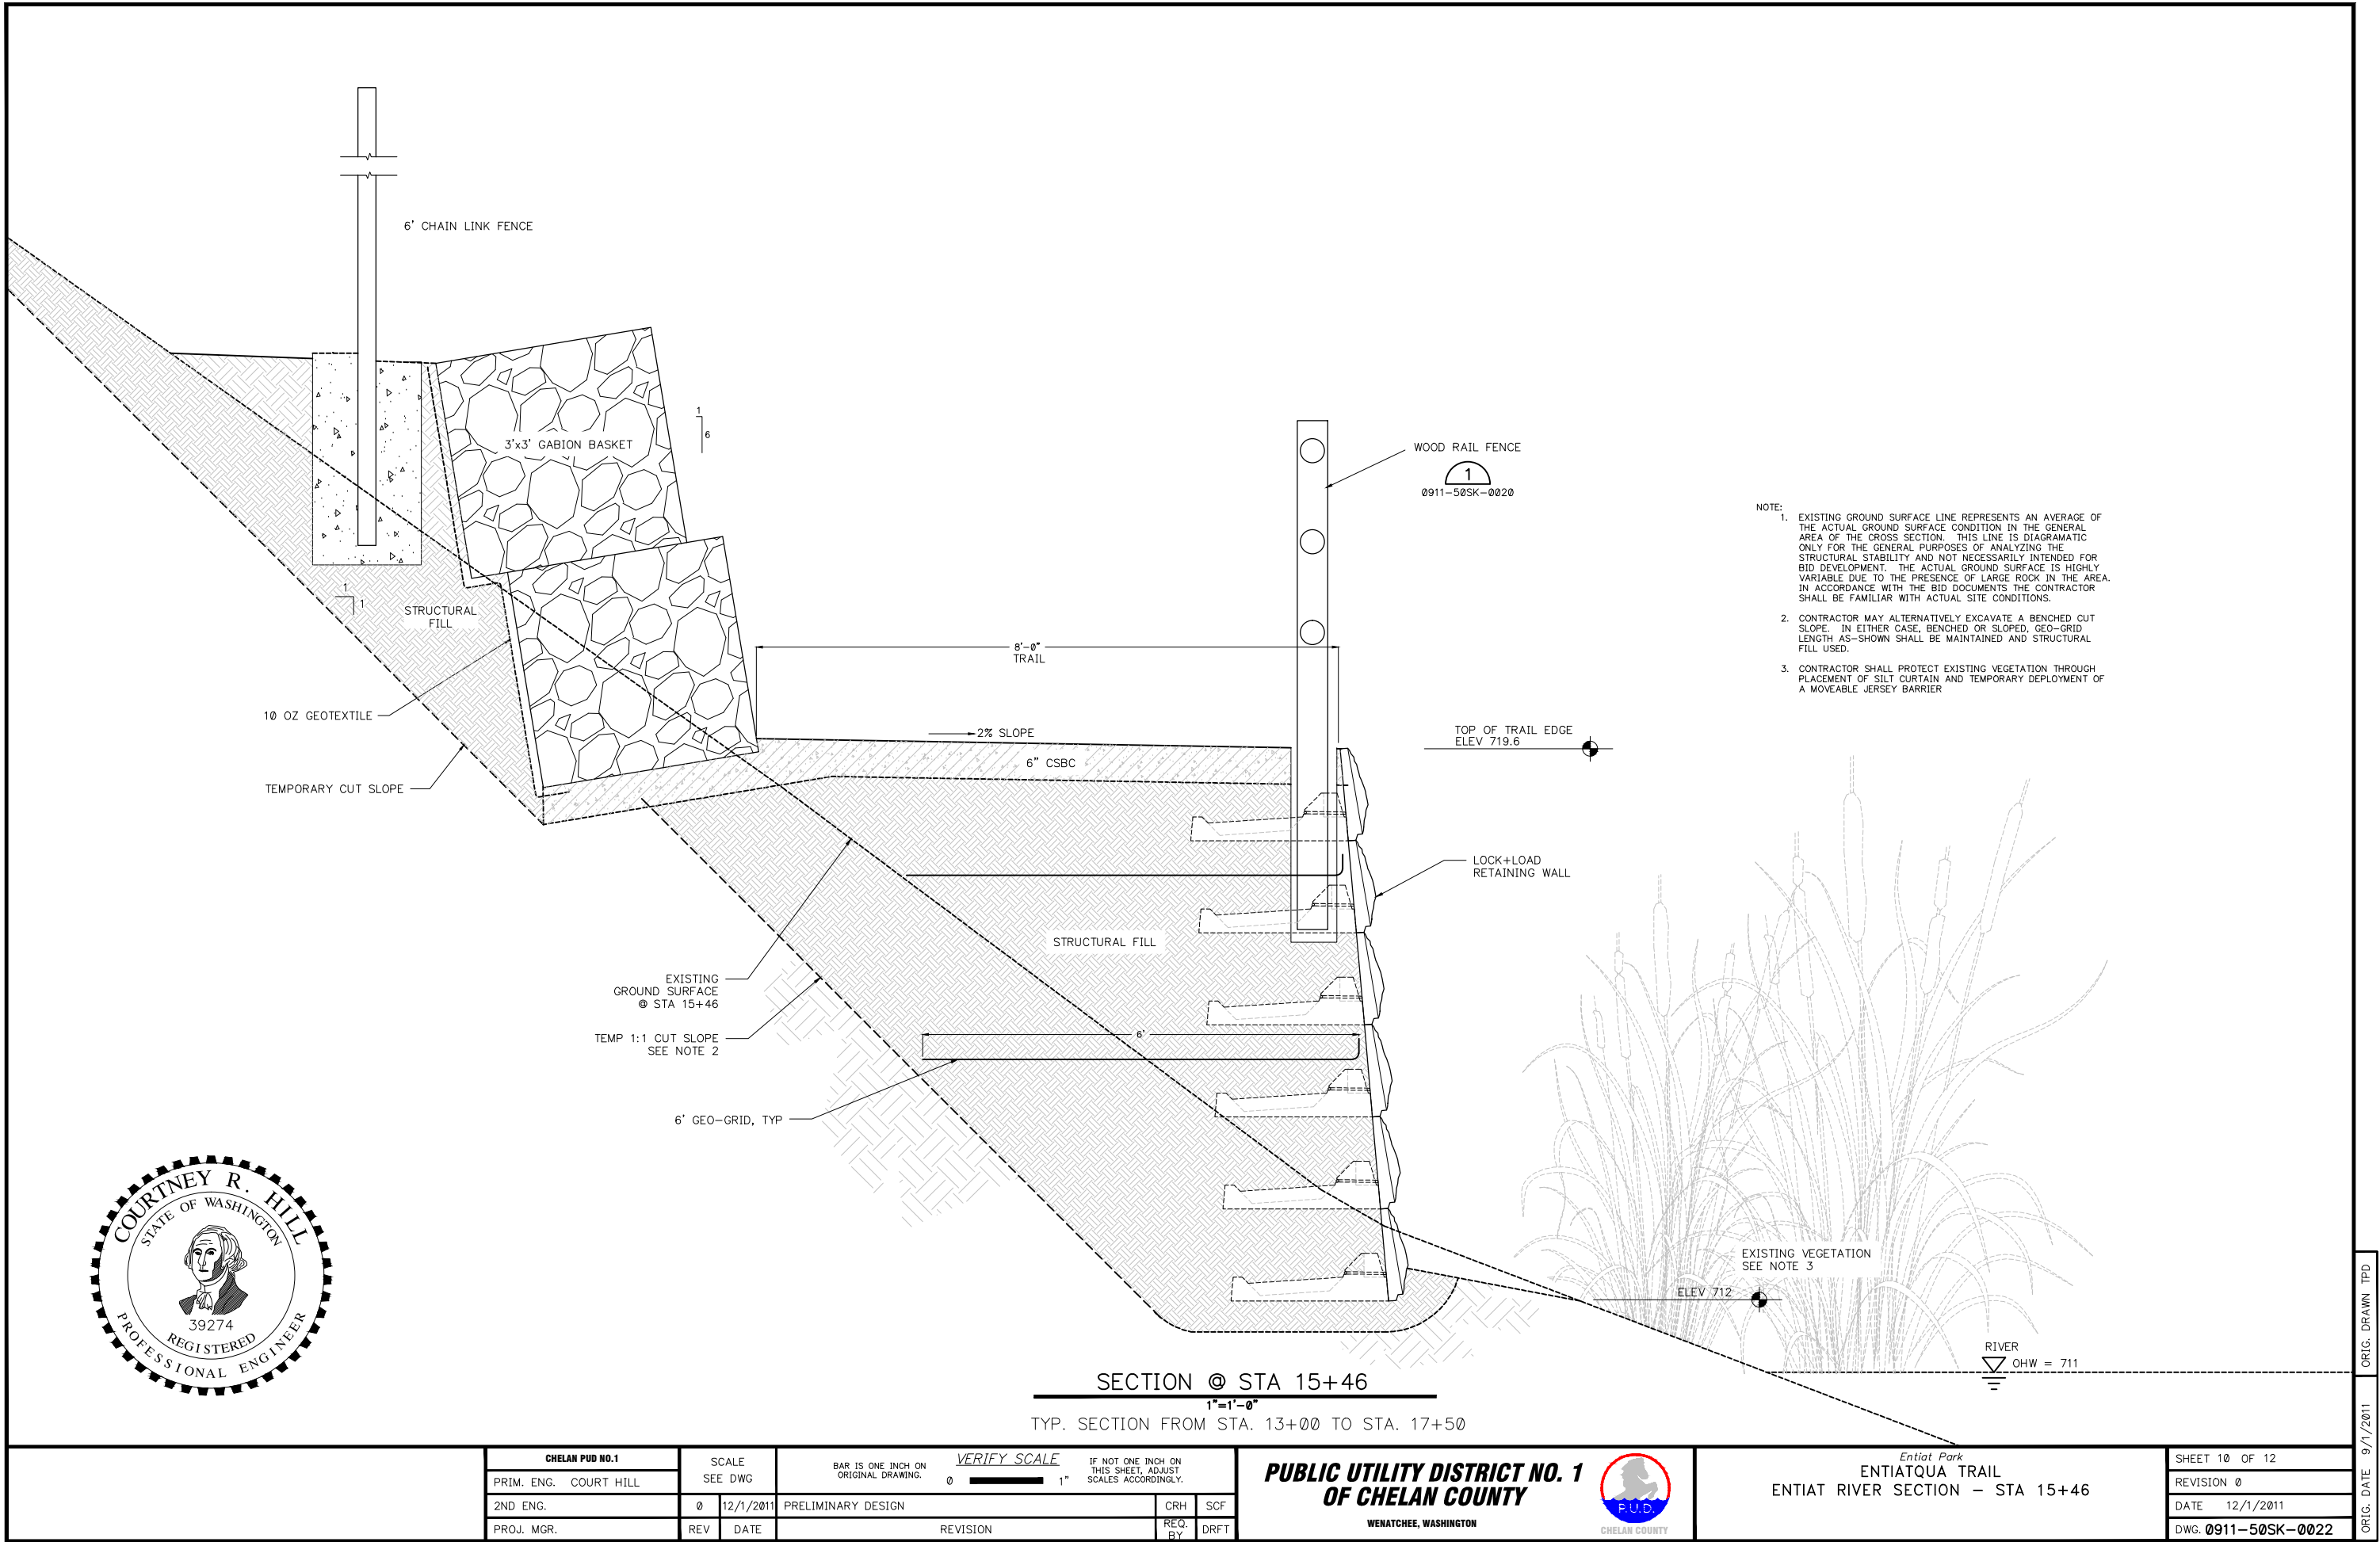 6' CHAIN LINK FENCE
3'x3' GABION BASKET
1
6
WOOD RAIL FENCE
1
0911-50SK-0020
NOTE:
1. EXISTING GROUND SURFACE LINE REPRESENTS AN AVERAGE OF
THE ACTUAL GROUND SURFACE CONDITION IN THE GENERAL
AREA OF THE CROSS SECTION. THIS LINE IS DIAGRAMATIC
ONLY FOR THE GENERAL PURPOSES OF ANALYZING THE
STRUCTURAL STABILITY AND NOT NECESSARILY INTENDED FOR
BID DEVELOPMENT. THE ACTUAL GROUND SURFACE IS HIGHLY
VARIABLE DUE TO THE PRESENCE OF LARGE ROCK IN THE AREA.
IN ACCORDANCE WITH THE BID DOCUMENTS THE CONTRACTOR
SHALL BE FAMILIAR WITH ACTUAL SITE CONDITIONS.
2. CONTRACTOR MAY ALTERNATIVELY EXCAVATE A BENCHED CUT
SLOPE. IN EITHER CASE, BENCHED OR SLOPED, GEO-GRID
LENGTH AS-SHOWN SHALL BE MAINTAINED AND STRUCTURAL
FILL USED.
3. CONTRACTOR SHALL PROTECT EXISTING VEGETATION THROUGH
PLACEMENT OF SILT CURTAIN AND TEMPORARY DEPLOYMENT OF
A MOVEABLE JERSEY BARRIER
1
1
STRUCTURAL
FILL
8'-0"
TRAIL
10 OZ GEOTEXTILE
TEMPORARY CUT SLOPE
2% SLOPE
6" CSBC
TOP OF TRAIL EDGE
ELEV 719.6
LOCK+LOAD
RETAINING WALL
STRUCTURAL FILL
EXISTING
GROUND SURFACE
@ STA 15+46
TEMP 1:1 CUT SLOPE
SEE NOTE 2
6'
6' GEO-GRID, TYP
EXISTING VEGETATION
SEE NOTE 3
ELEV 712
RIVER
OHW = 711
COURTNEY R. HILL
STATE OF WASHINGTON
39274
REGISTERED
PROFESSIONAL ENGINEER
SECTION @ STA 15+46
1"=1'-0"
TYP. SECTION FROM STA. 13+00 TO STA. 17+50
CHELAN PUD NO.1
PRIM. ENG. COURT HILL
2ND ENG.
PROJ. MGR.
SCALE
SEE DWG
BAR IS ONE INCH ON
ORIGINAL DRAWING.
VERIFY SCALE
0 1"
IF NOT ONE INCH ON
THIS SHEET, ADJUST
SCALES ACCORDINGLY.
0 12/1/2011 PRELIMINARY DESIGN CRH SCF
REV DATE REVISION REQ. BY DRFT
PUBLIC UTILITY DISTRICT NO. 1
OF CHELAN COUNTY
WENATCHEE, WASHINGTON
P.U.D.
CHELAN COUNTY
Entiat Park
ENTIATQUA TRAIL
ENTIAT RIVER SECTION - STA 15+46
SHEET 10 OF 12
REVISION 0
DATE 12/1/2011
DWG. 0911-50SK-0022
ORIG. DATE 9/1/2011
ORIG. DRAWN TPD